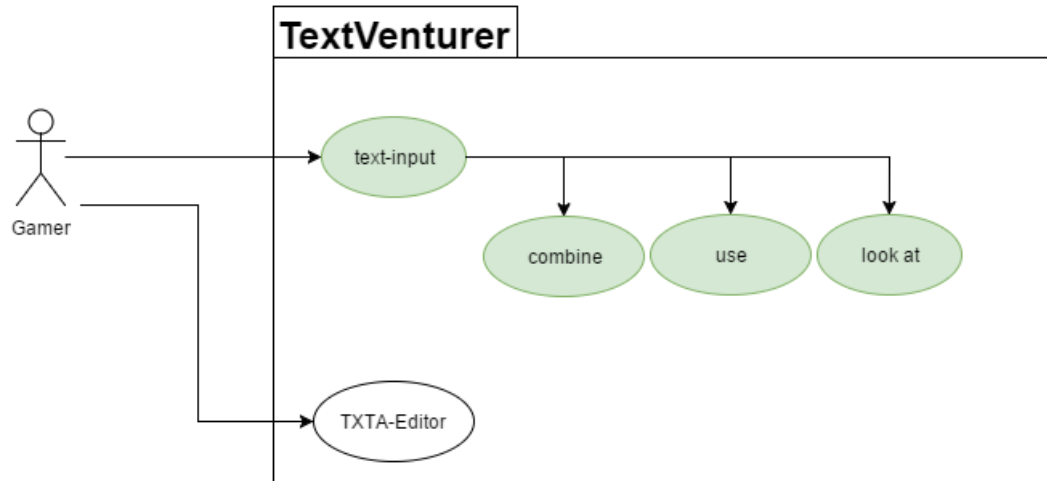 TextVenturer
text-input
Gamer
combine
use
look at
TXTA-Editor